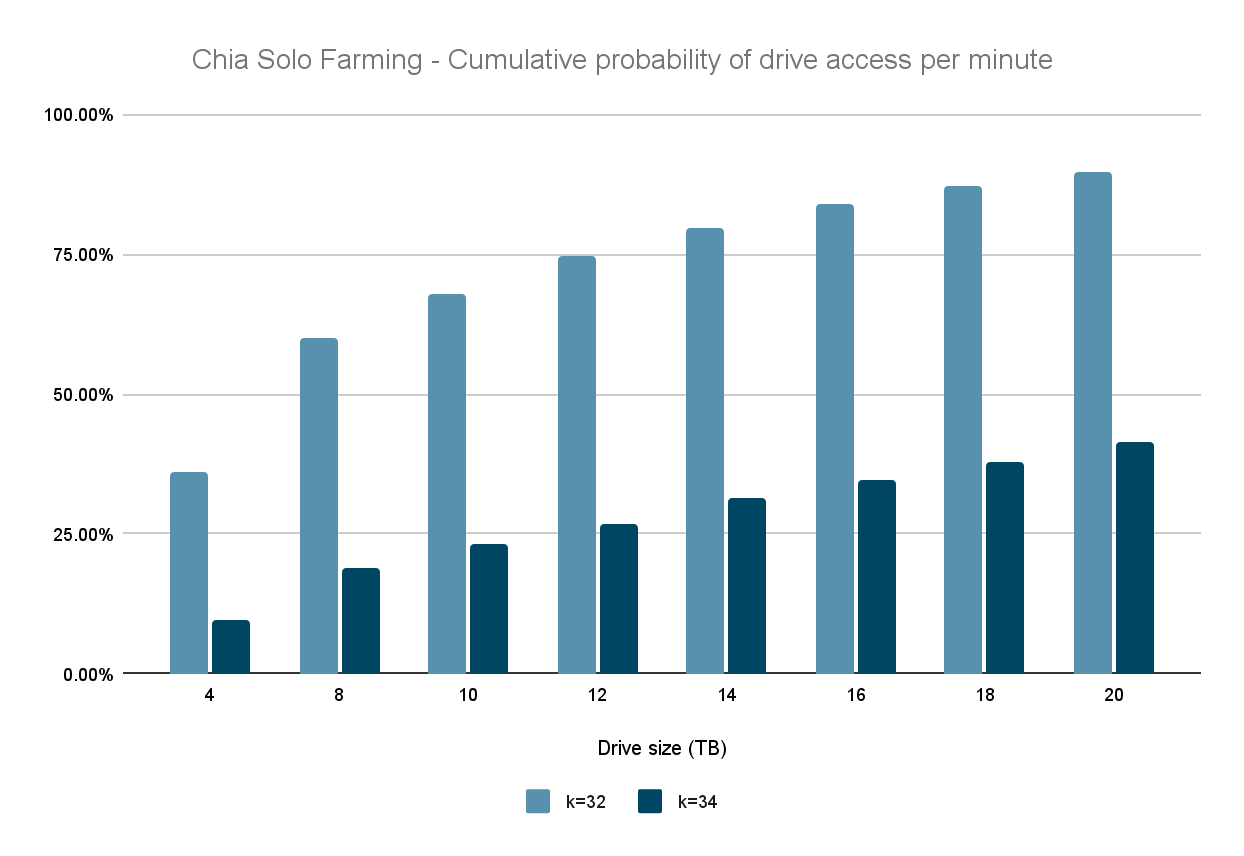 Chia Solo Farming - Cumulative probability of drive access per minute
100.00%
75.00%
50.00%
25.00%
0.00%
4 8 10 12 14 16 18 20
Drive size (TB)
k=32 k=34